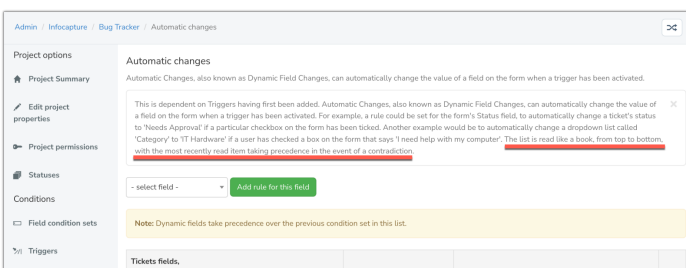 Admin / Infocapture / Bug Tracker / Automatic changes
Project options
Project Summary
Edit project
properties
Project permissions
Statuses
Conditions
Field condition sets
Triggers
Automatic changes
Automatic Changes, also known as Dynamic Field Changes, can automatically change the value of a field on the form when a trigger has been activated.
This is dependent on Triggers having first been added. Automatic Changes, also known as Dynamic Field Changes, can automatically change the value of
a field on the form when a trigger has been activated. For example, a rule could be set for the form's Status field, to automatically change a ticket's status
to 'Needs Approval' if a particular checkbox on the form has been ticked. Another example would be to automatically change a dropdown list called
'Category' to 'IT Hardware' if a user has checked a box on the form that says 'I need help with my computer'. The list is read like a book, from top to bottom,
with the most recently read item taking precedence in the event of a contradiction.
- select field -
Add rule for this field
Note: Dynamic fields take precedence over the previous condition set in this list.
Tickets fields,